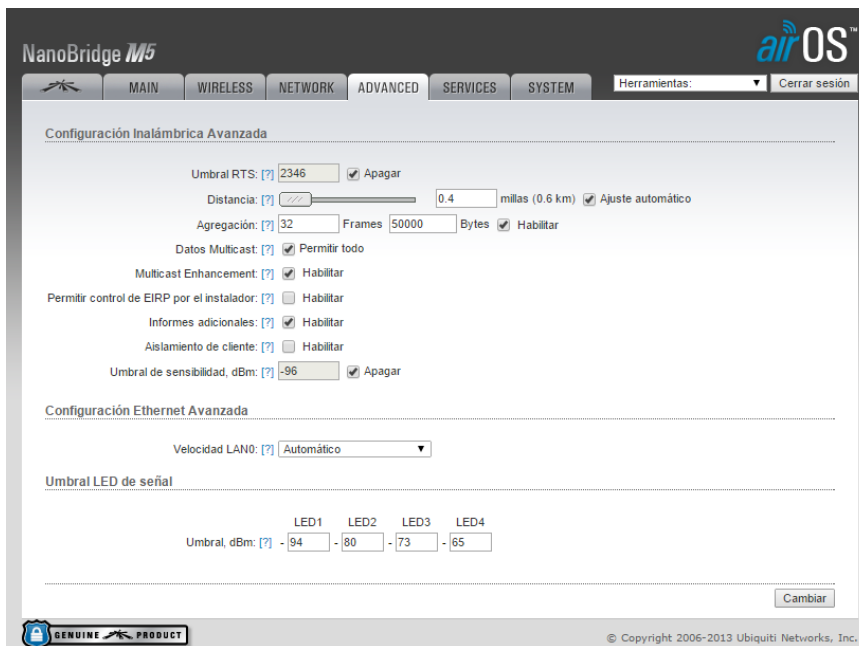 airOS™
NanoBridge M5
MAIN WIRELESS NETWORK ADVANCED SERVICES SYSTEM Herramientas: Cerrar sesión
Configuración Inalámbrica Avanzada
Umbral RTS: [?] 2346 Apagar
Distancia: [?] 0.4 millas (0.6 km) Ajuste automático
Agregación: [?] 32 Frames 50000 Bytes Habilitar
Datos Multicast: [?] Permitir todo
Multicast Enhancement: [?] Habilitar
Permitir control de EIRP por el instalador: [?] Habilitar
Informes adicionales: [?] Habilitar
Aislamiento de cliente: [?] Habilitar
Umbral de sensibilidad, dBm: [?] -96 Apagar
Configuración Ethernet Avanzada
Velocidad LAN0: [?] Automático
Umbral LED de señal
LED1 LED2 LED3 LED4
Umbral, dBm: [?] - 94 - 80 - 73 - 65
Cambiar
GENUINE PRODUCT
© Copyright 2006-2013 Ubiquiti Networks, Inc.